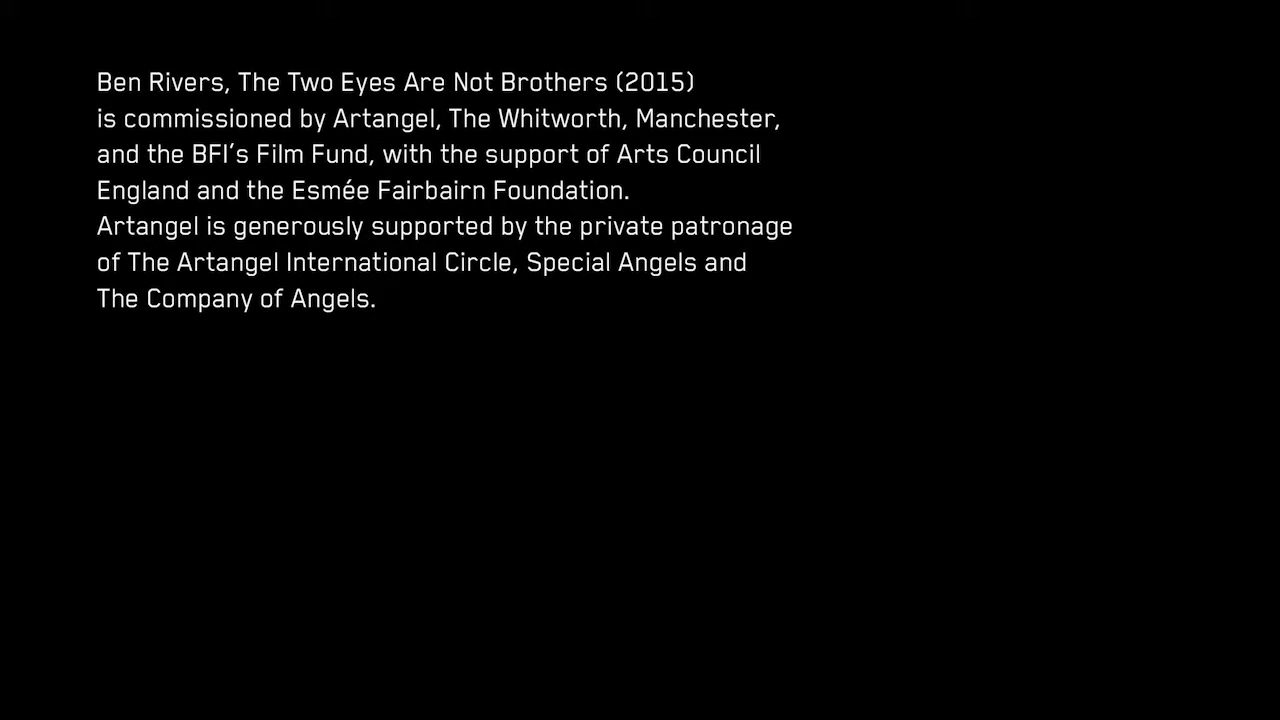 Ben Rivers, The Two Eyes Are Not Brothers (2015)
is commissioned by Artangel, The Whitworth, Manchester,
and the BFI's Film Fund, with the support of Arts Council
England and the Esmée Fairbairn Foundation.
Artangel is generously supported by the private patronage
of The Artangel International Circle, Special Angels and
The Company of Angels.